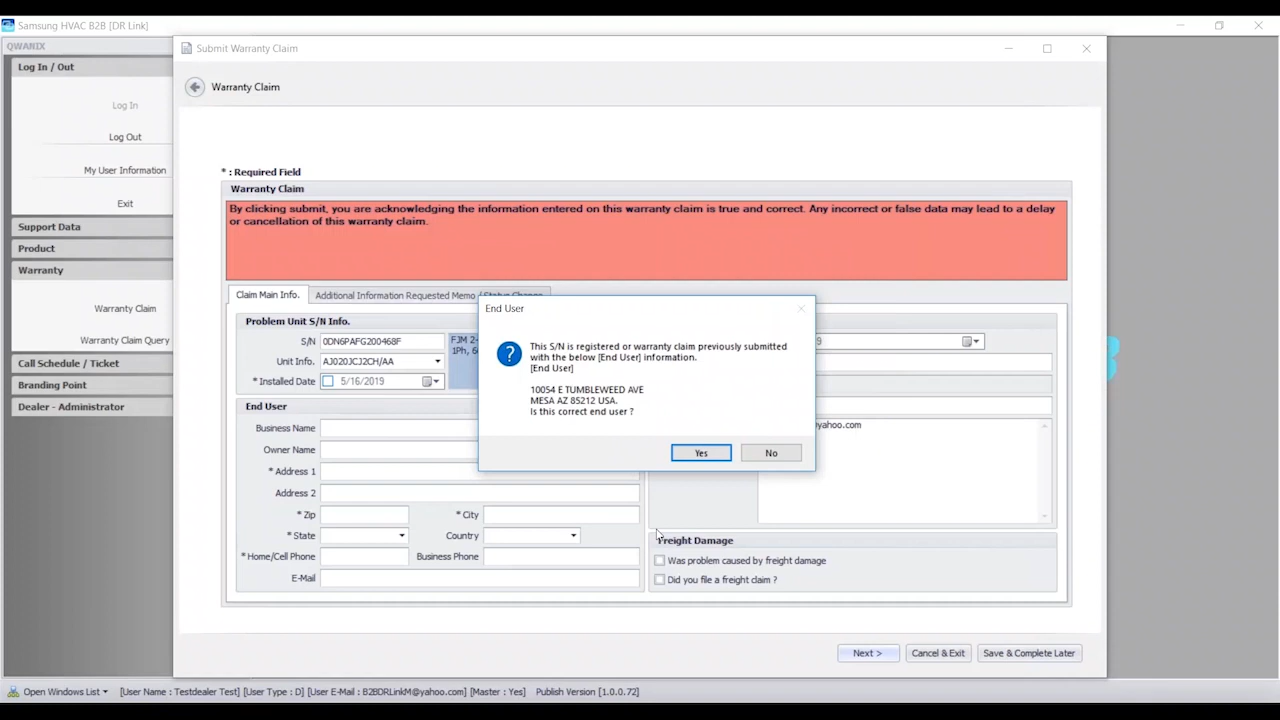 Samsung HVAC B2B [DR Link]
QWANIX
Log In / Out
Log In
Log Out
My User Information
Exit
Support Data
Product
Warranty
Warranty Claim
Warranty Claim Query
Call Schedule / Ticket
Branding Point
Dealer - Administrator
Submit Warranty Claim
Warranty Claim
* : Required Field
Warranty Claim
By clicking submit, you are acknowledging the information entered on this warranty claim is true and correct. Any incorrect or false data may lead to a delay
or cancellation of this warranty claim.
Claim Main Info.
Additional Information Requested Memo / Status Change
Problem Unit S/N Info.
S/N 0DN6PAFG200468F
FJM 2-
1Ph, 6
Unit Info. AJ020JCJ2CH/AA
* Installed Date 5/16/2019
End User
Business Name
Owner Name
* Address 1
Address 2
* Zip
* City
* State
Country
* Home/Cell Phone
Business Phone
E-Mail
End User
This S/N is registered or warranty claim previously submitted
with the below [End User] information.
[End User]
10054 E TUMBLEWEED AVE
MESA AZ 85212 USA.
Is this correct end user ?
Yes
No
9
yahoo.com
Freight Damage
Was problem caused by freight damage
Did you file a freight claim ?
Next >
Cancel & Exit
Save & Complete Later
Open Windows List
[User Name : Testdealer Test] [User Type : D] [User E-Mail : B2BDRLinkM@yahoo.com] [Master : Yes] Publish Version [1.0.0.72]